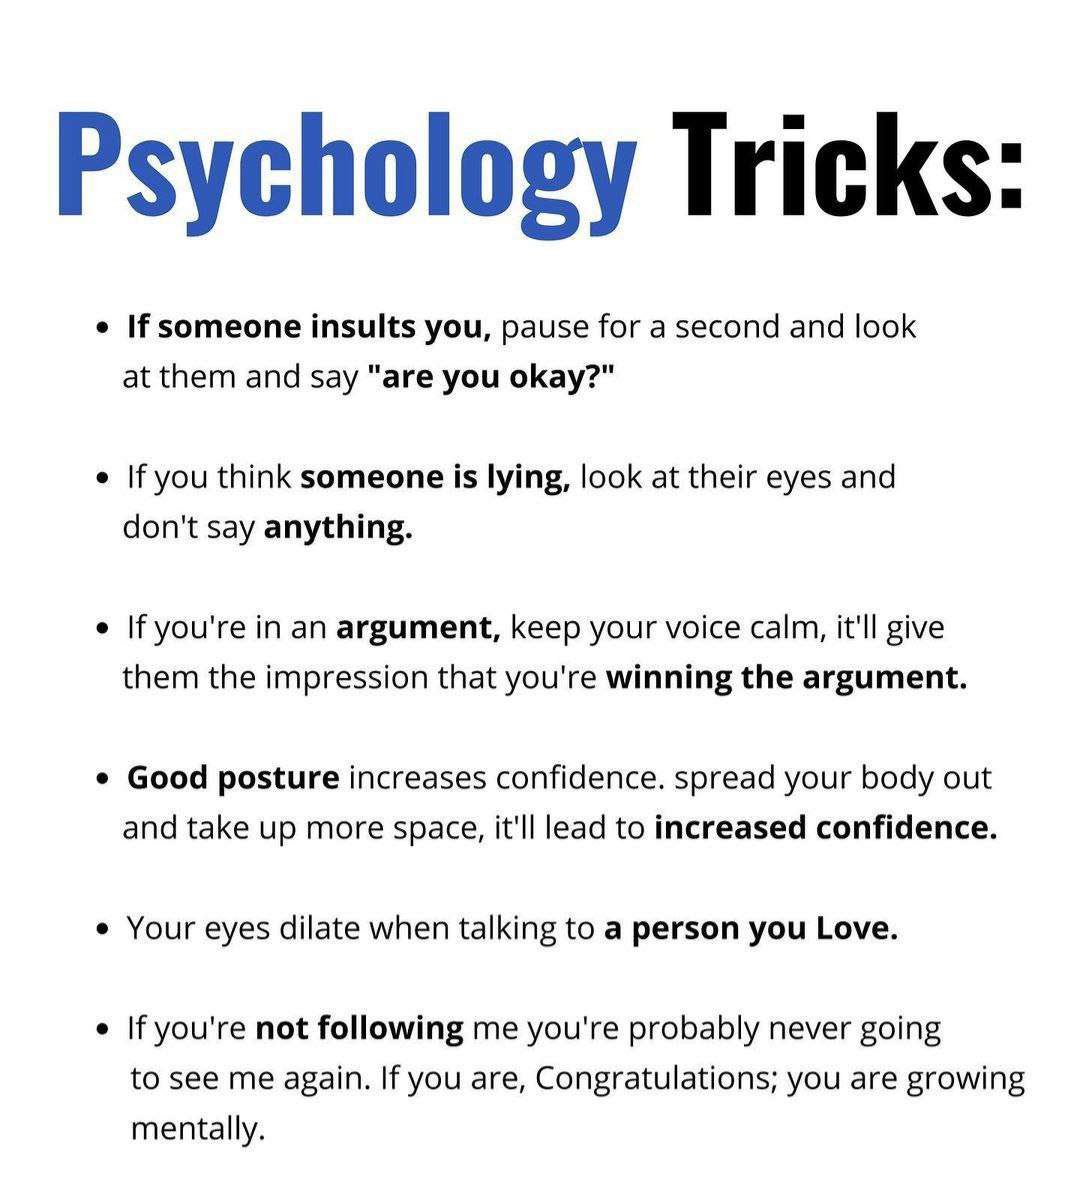 Psychology Tricks:
• If someone insults you, pause for a second and look
at them and say "are you okay?"
• If you think someone is lying, look at their eyes and
don't say anything.
• If you're in an argument, keep your voice calm, it'll give
them the impression that you're winning the argument.
• Good posture increases confidence. spread your body out
and take up more space, it'll lead to increased confidence.
• Your eyes dilate when talking to a person you Love.
• If you're not following me you're probably never going
to see me again. If you are, Congratulations; you are growing
mentally.